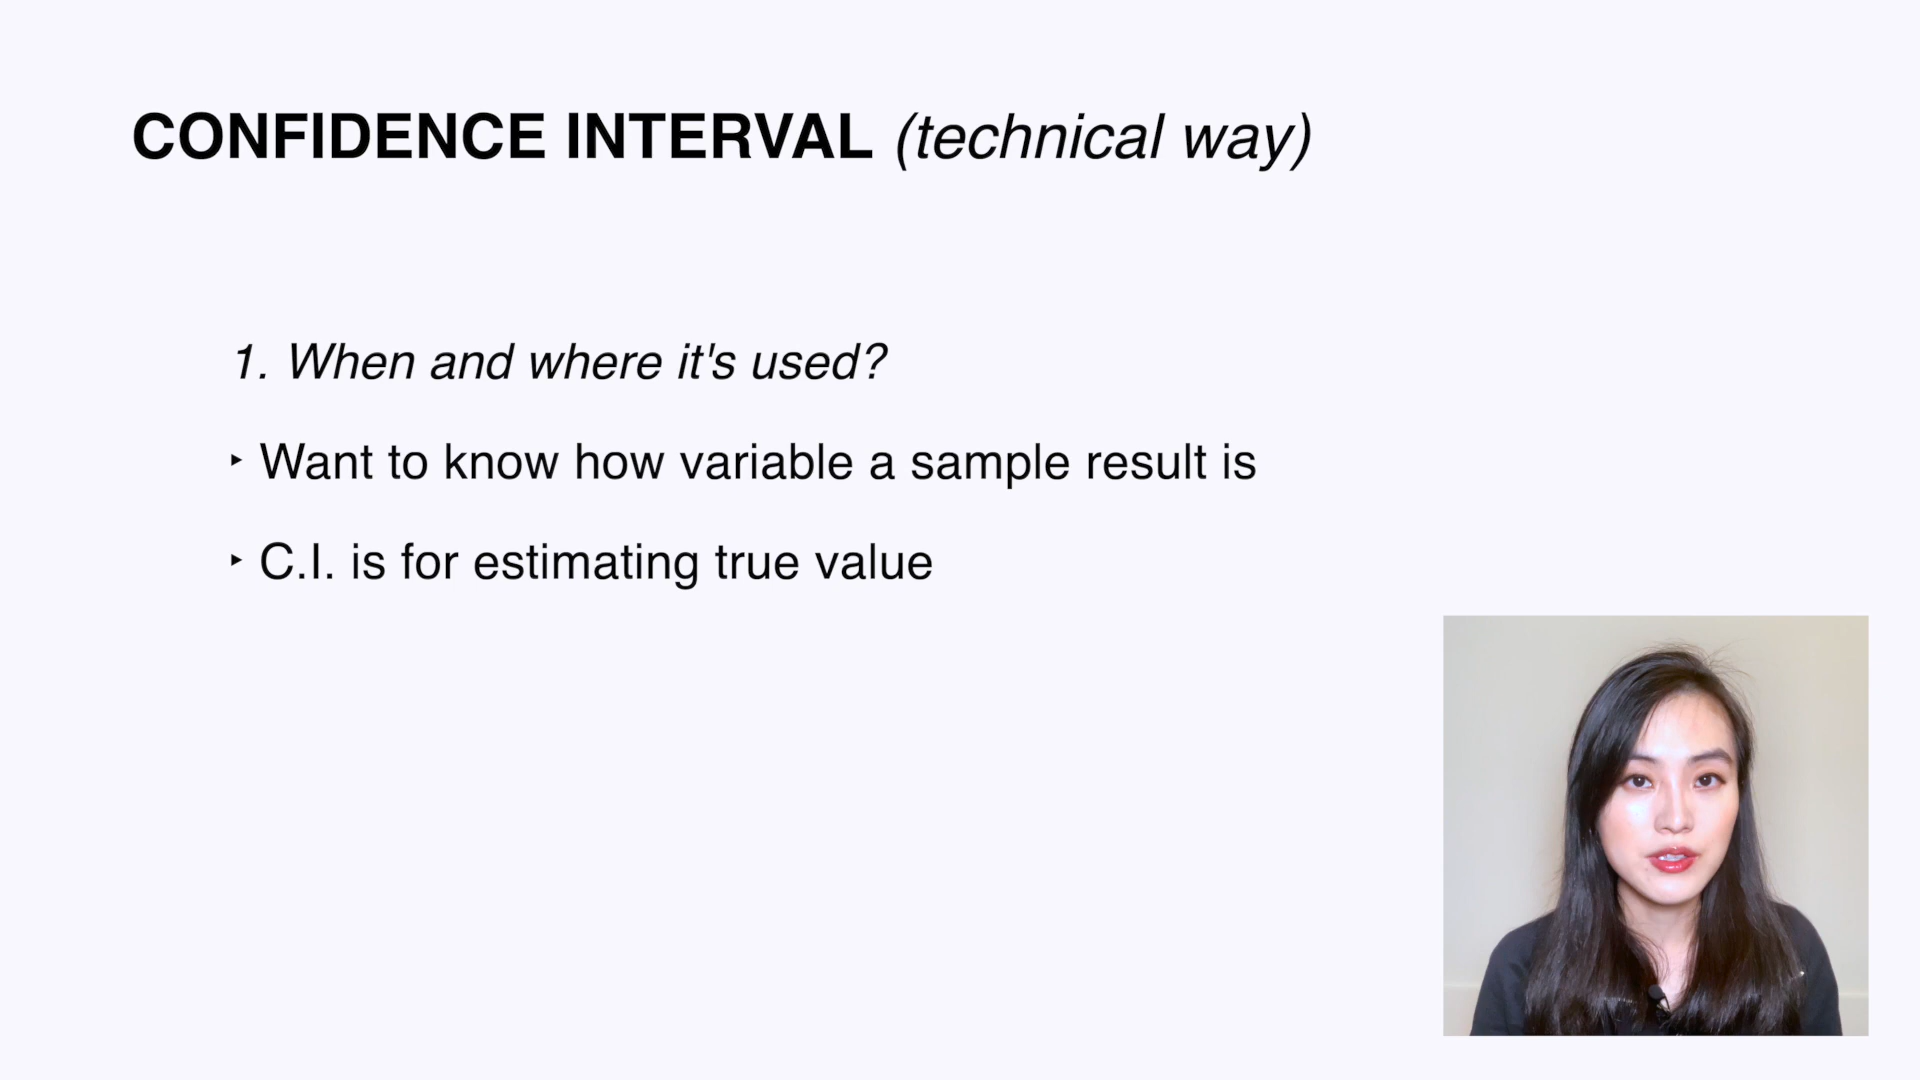 CONFIDENCE INTERVAL (technical way)
1. When and where it's used?
‣ Want to know how variable a sample result is
‣ C.I. is for estimating true value